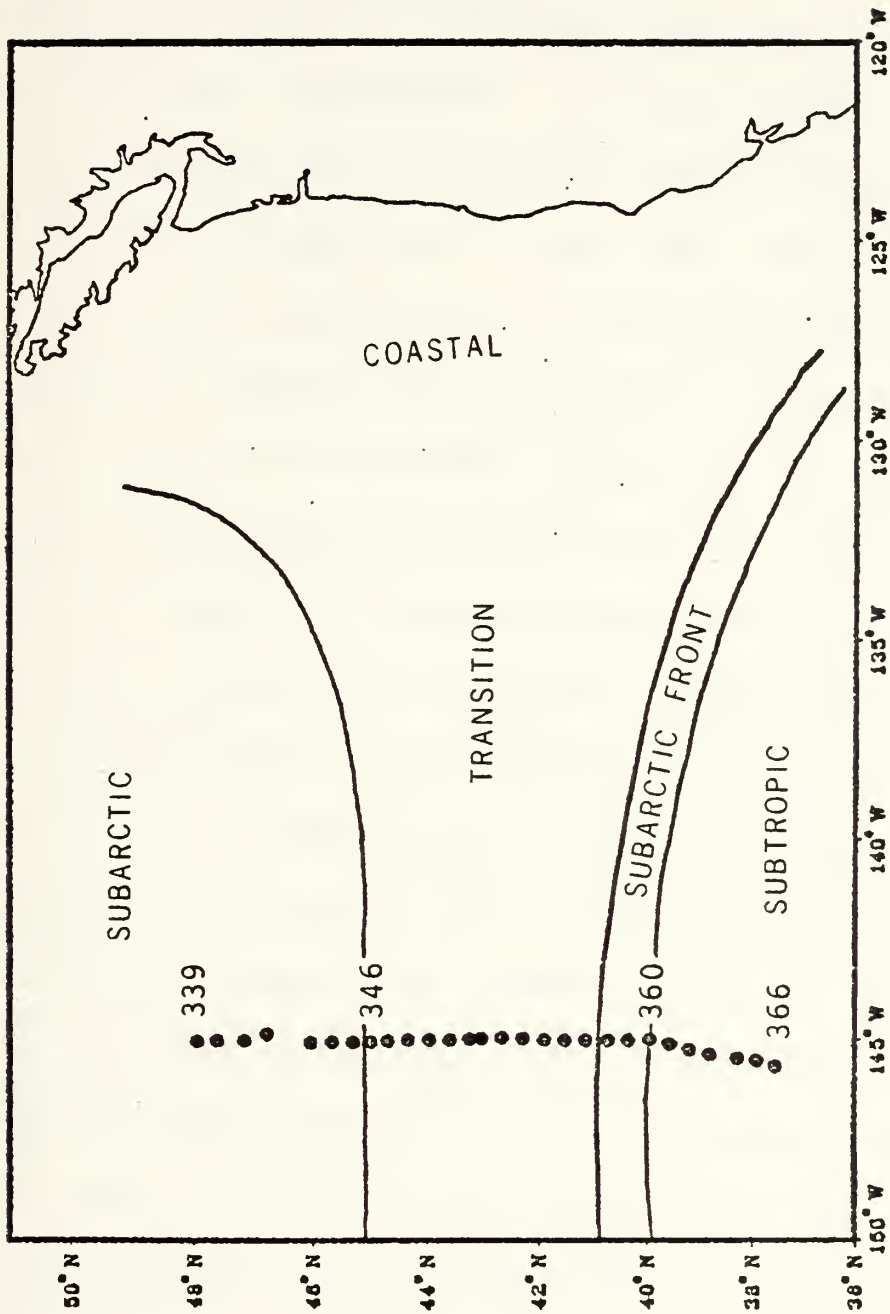 50° N
46° N
44° N
42° N
40° N
38° N
36° N
150° W
145° W
140° W
135° W
130° W
125° W
120° W
SUBARCTIC
339
346
TRANSITION
COASTAL
SUBARCTIC FRONT
360
SUBTROPIC
366